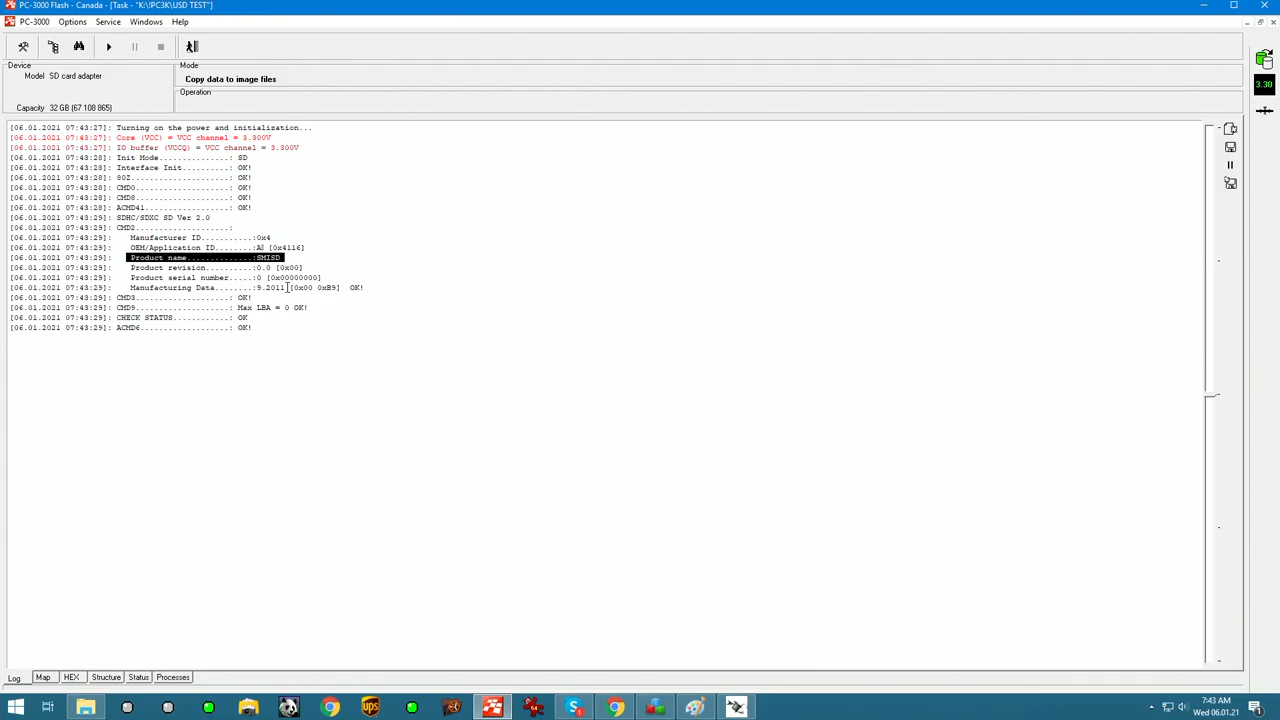 PC-3000 Flash - Canada - [Task - "K:\!PC3K\USD TEST"]
PC-3000 Options Service Windows Help
Device
Model SD card adapter
Capacity 32 GB (67 108 865)
Mode
Copy data to image files
Operation
3.30
[06.01.2021 07:43:27]: Turning on the power and initialization...
[06.01.2021 07:43:27]: Core (VCC) = VCC channel = 3.300V
[06.01.2021 07:43:27]: IO buffer (VCCQ) = VCC channel = 3.300V
[06.01.2021 07:43:28]: Init Mode...............: SD
[06.01.2021 07:43:28]: Interface Init..........: OK!
[06.01.2021 07:43:28]: 80Z.....................: OK!
[06.01.2021 07:43:28]: CMD0....................: OK!
[06.01.2021 07:43:28]: CMD8....................: OK!
[06.01.2021 07:43:28]: ACMD41..................: OK!
[06.01.2021 07:43:29]: SDHC/SDXC SD Ver 2.0
[06.01.2021 07:43:29]: CMD2....................:
[06.01.2021 07:43:29]: Manufacturer ID...........:0x4
[06.01.2021 07:43:29]: OEM/Application ID........:A [0x4116]
[06.01.2021 07:43:29]: Product name..............:SMISD
[06.01.2021 07:43:29]: Product revision..........:0.0 [0x00]
[06.01.2021 07:43:29]: Product serial number.....:0 [0x00000000]
[06.01.2021 07:43:29]: Manufacturing Data........:9.2011 [0x00 0xB9] OK!
[06.01.2021 07:43:29]: CMD3....................: OK!
[06.01.2021 07:43:29]: CMD9....................: Max LBA = 0 OK!
[06.01.2021 07:43:29]: CHECK STATUS............: OK
[06.01.2021 07:43:29]: ACMD6...................: OK!
Log Map HEX Structure Status Processes
ups
64
7:43 AM
Wed 06.01.21